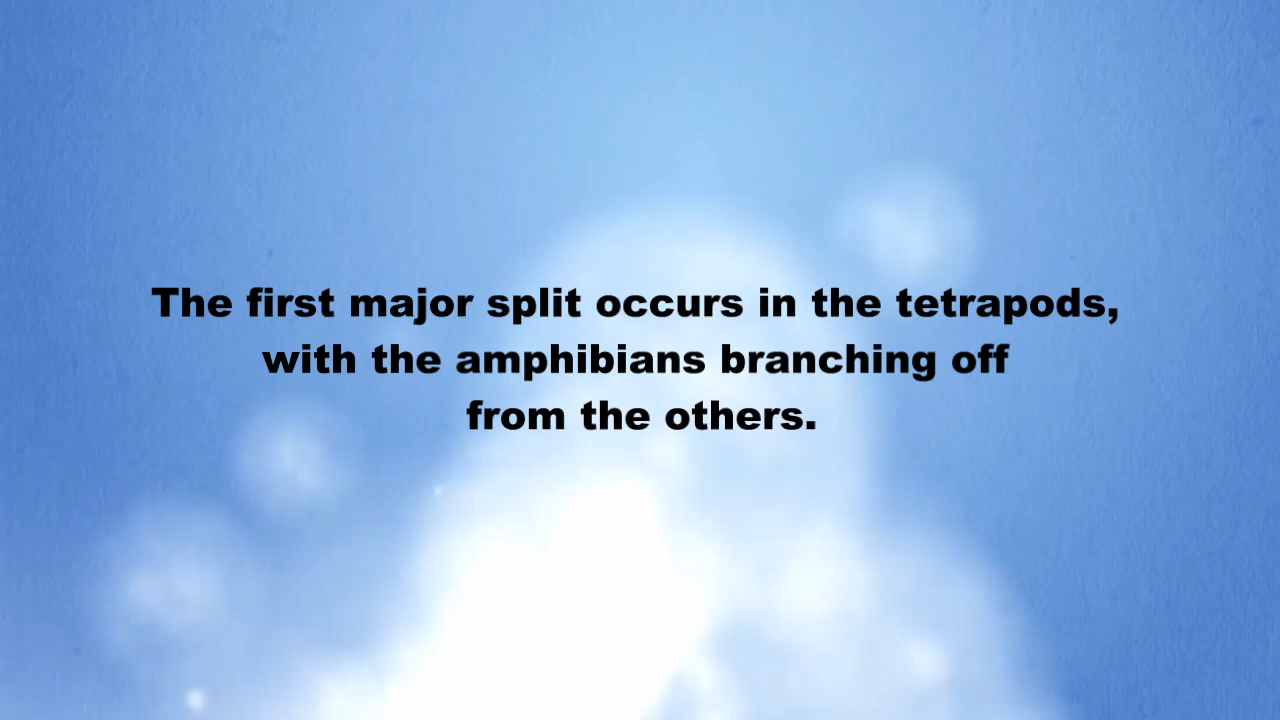 The first major split occurs in the tetrapods,
with the amphibians branching off
from the others.